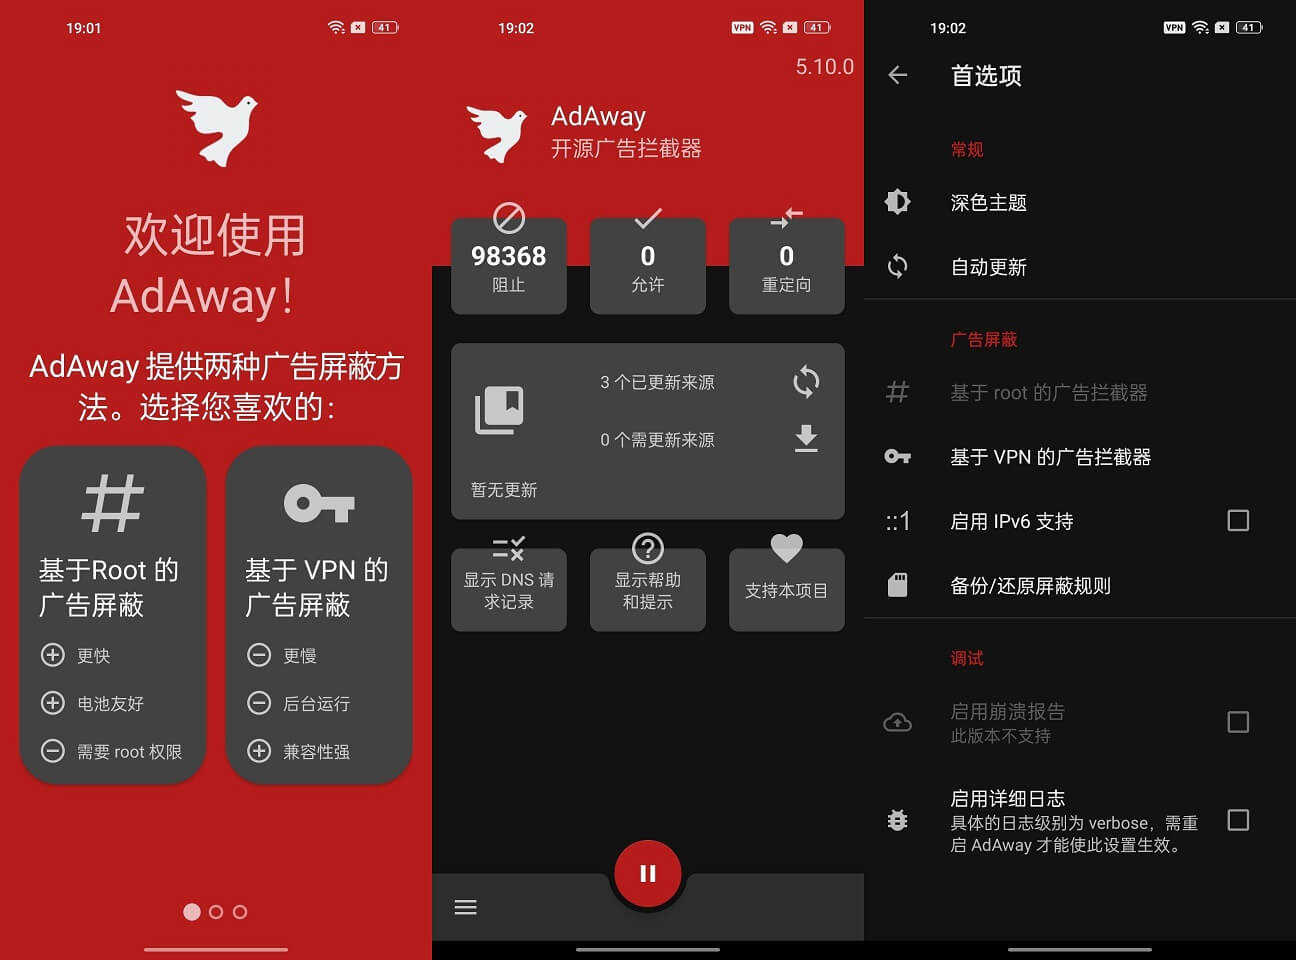 19:01
41
欢迎使用
AdAway!
AdAway 提供两种广告屏蔽方
法。选择您喜欢的:
基于Root 的
广告屏蔽
更快
电池友好
需要 root 权限
基于 VPN 的
广告屏蔽
更慢
后台运行
兼容性强
19:02
VPN
41
5.10.0
AdAway
开源广告拦截器
98368
阻止
0
允许
0
重定向
3 个已更新来源
0 个需更新来源
暂无更新
显示 DNS 请
求记录
显示帮助
和提示
支持本项目
19:02
VPN
41
首选项
常规
深色主题
自动更新
广告屏蔽
基于 root 的广告拦截器
基于 VPN 的广告拦截器
::1
启用 IPv6 支持
备份/还原屏蔽规则
调试
启用崩溃报告
此版本不支持
启用详细日志
具体的日志级别为 verbose，需重
启 AdAway 才能使此设置生效。